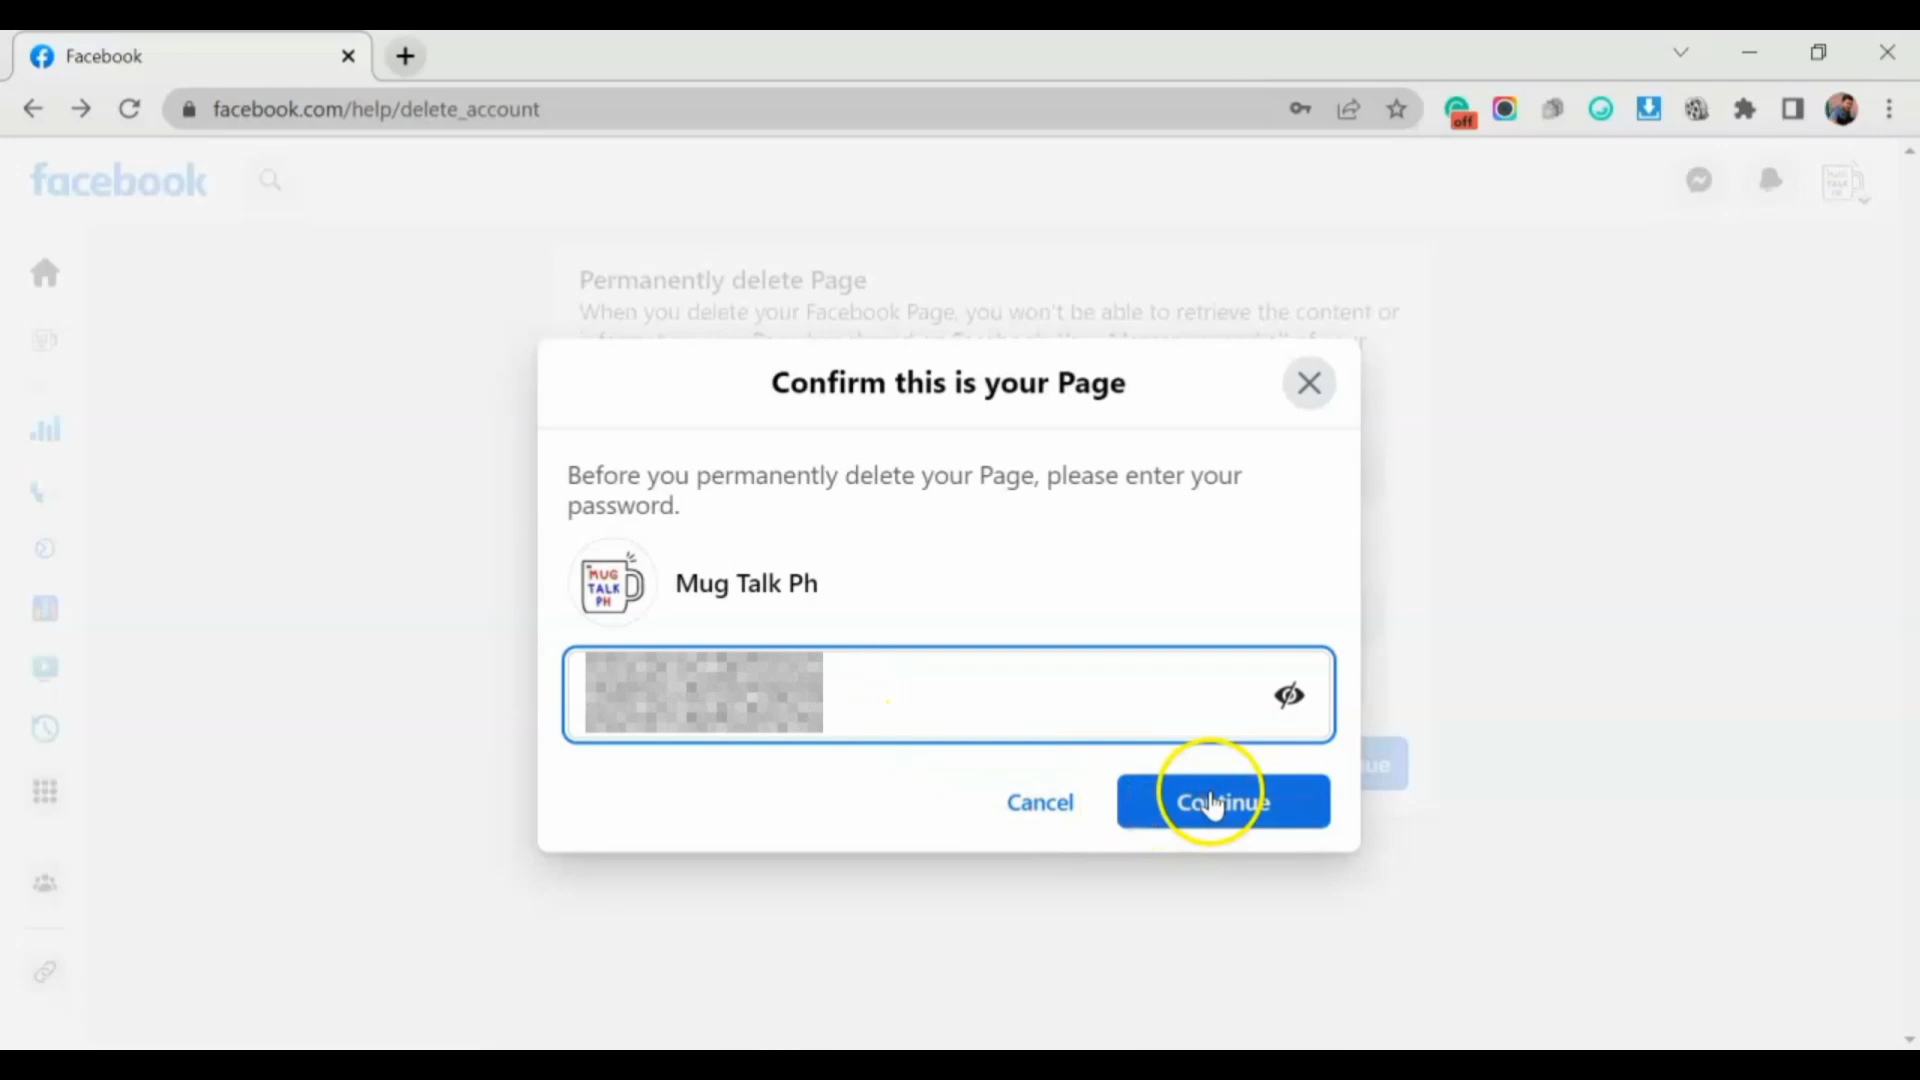 Facebook
facebook.com/help/delete_account
off
facebook
Permanently delete Page
When you delete your Facebook Page, you won't be able to retrieve the content or
Confirm this is your Page
Before you permanently delete your Page, please enter your
password.
MUG
TALK
PH
Mug Talk Ph
Cancel
Continue